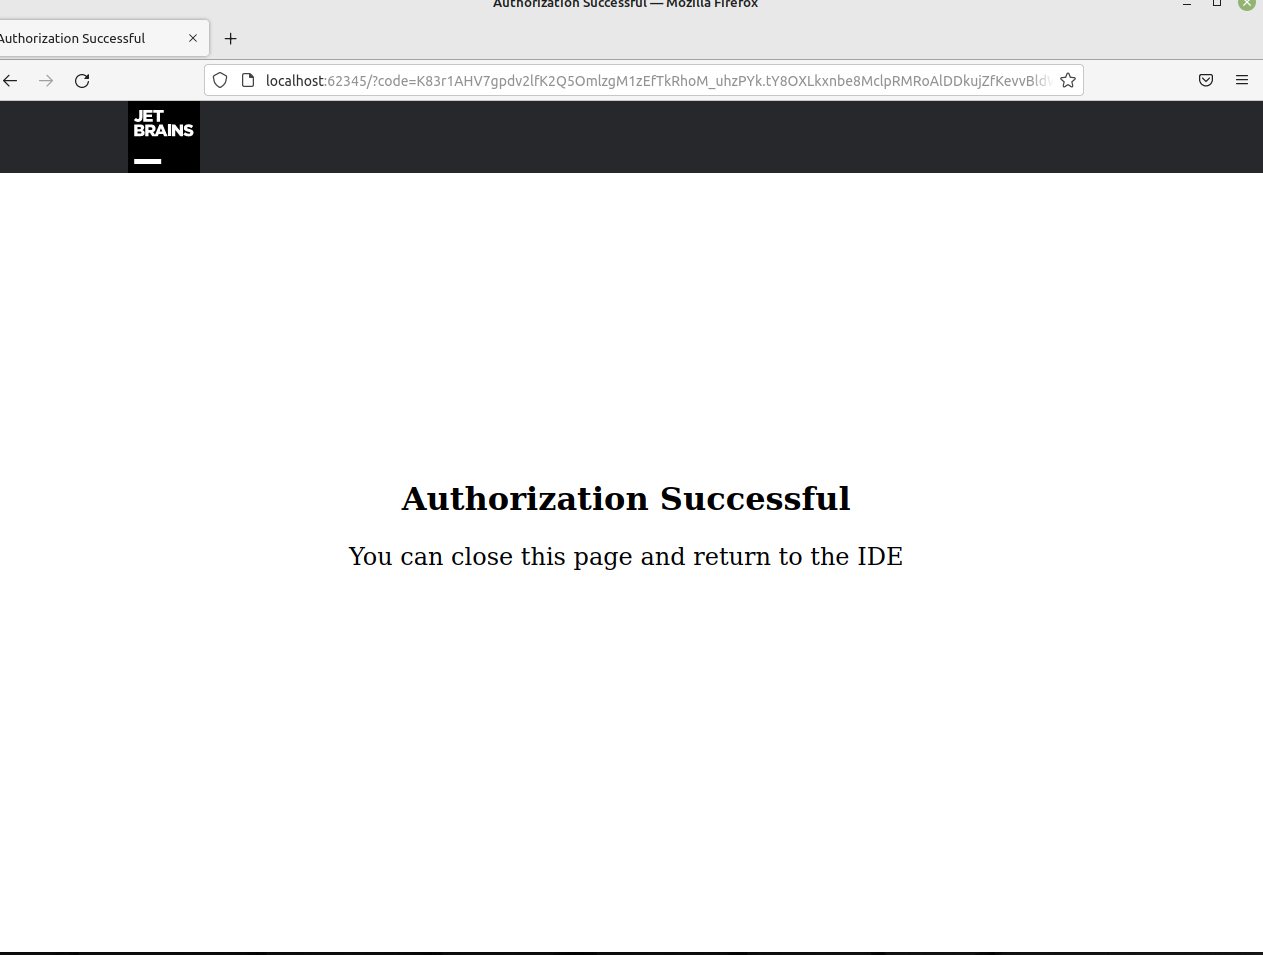 Authorization Successful — Mozilla Firefox
Authorization Successful
localhost:62345/?code=K83r1AHV7gpdv2lfK2Q5OmlzgM1zEfTkRhoM_uhzPYk.tY8OXLkxnbe8MclpRMRoAlDDkujZfKevvBld
JET
BRAINS
Authorization Successful
You can close this page and return to the IDE